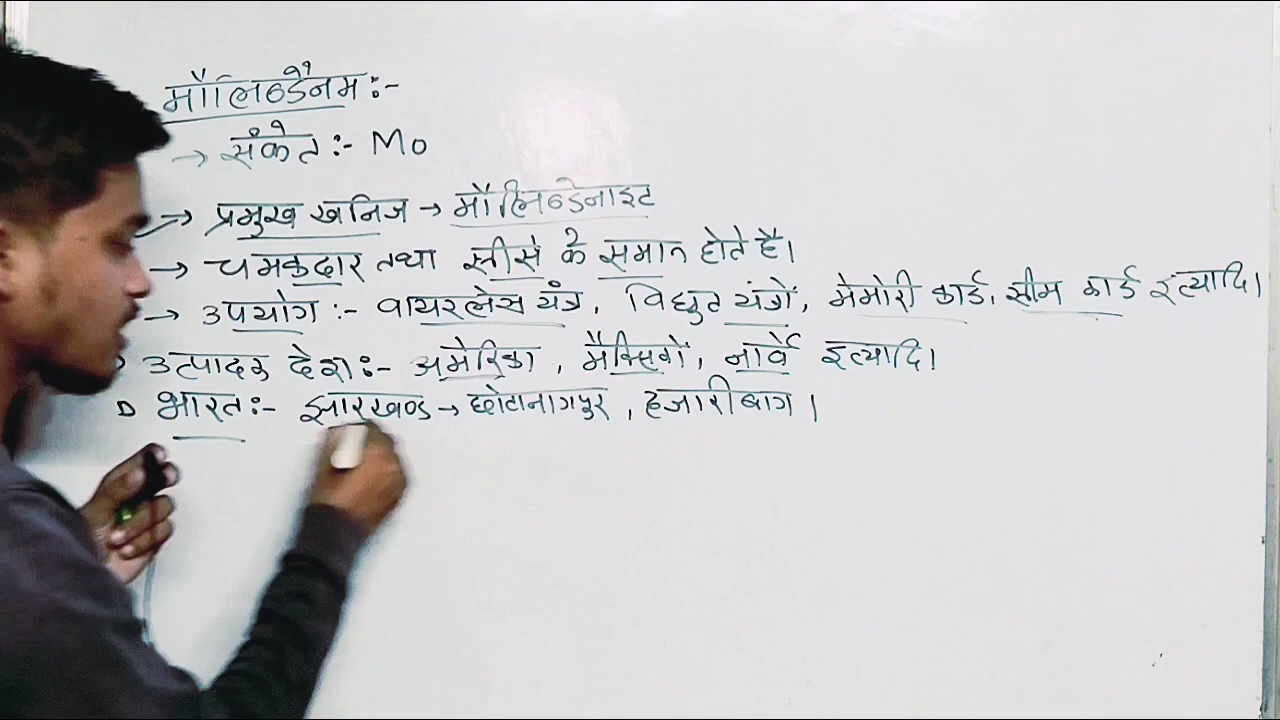 मौलिब्डेनम :-
→ संकेत :- Mo
→ प्रमुख खनिज → मौलिब्डेनाइट
→ चमकदार तथा सीसे के समान होते है।
→ उपयोग :- वायरलेस यंत्र, विद्युत यंत्रों, मेमोरी कार्ड, सीम कार्ड इत्यादि।
उत्पादक देश :- अमेरिका, मैक्सिकों, नार्वे इत्यादि।
भारत :- झारखण्ड → छोटानागपुर, हजारीबाग।